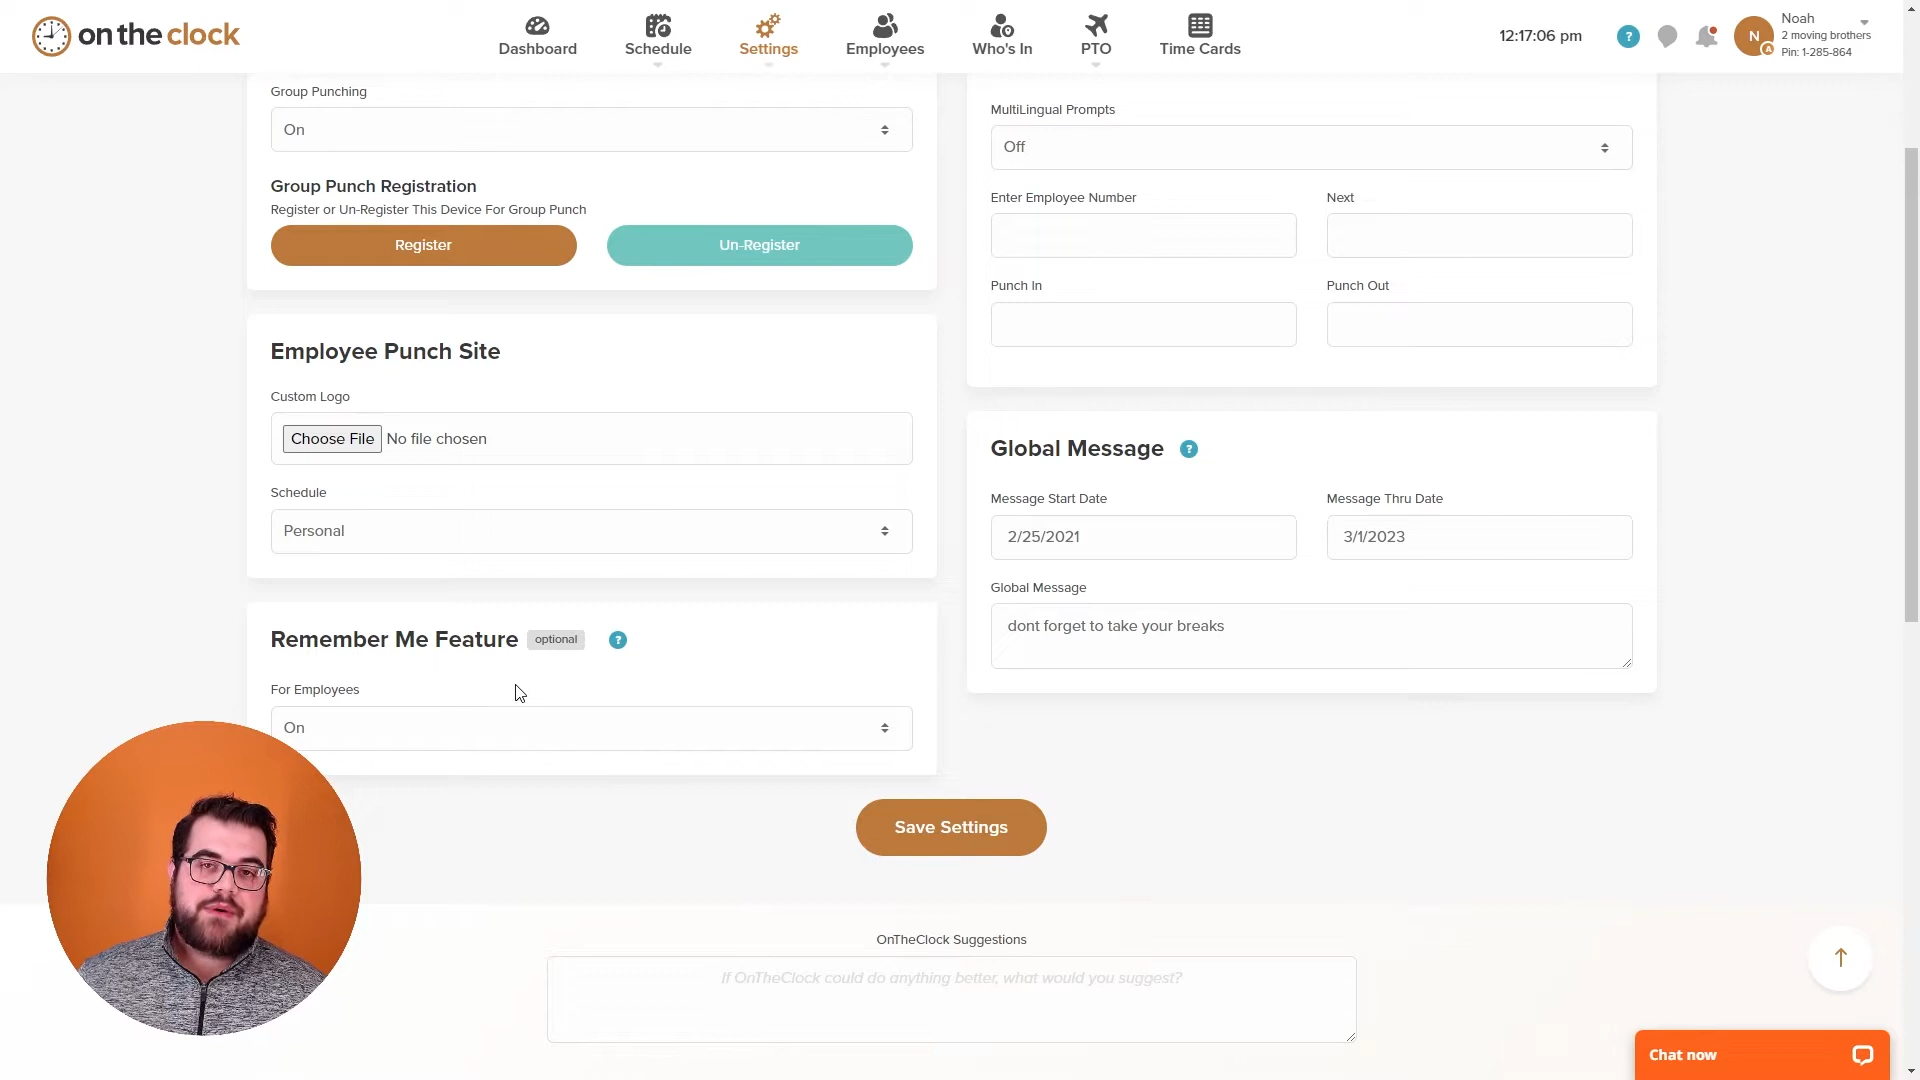 on the clock
Dashboard
Schedule
Settings
Employees
Who's In
PTO
Time Cards
12:17:06 pm
?
N
A
Noah
2 moving brothers
Pin: 1-285-864
Group Punching
On
Group Punch Registration
Register or Un-Register This Device For Group Punch
Register
Un-Register
Employee Punch Site
Custom Logo
Choose File No file chosen
Schedule
Personal
Remember Me Feature optional ?
For Employees
On
MultiLingual Prompts
Off
Enter Employee Number
Next
Punch In
Punch Out
Global Message ?
Message Start Date
Message Thru Date
2/25/2021
3/1/2023
Global Message
dont forget to take your breaks
Save Settings
OnTheClock Suggestions
If OnTheClock could do anything better, what would you suggest?
Chat now